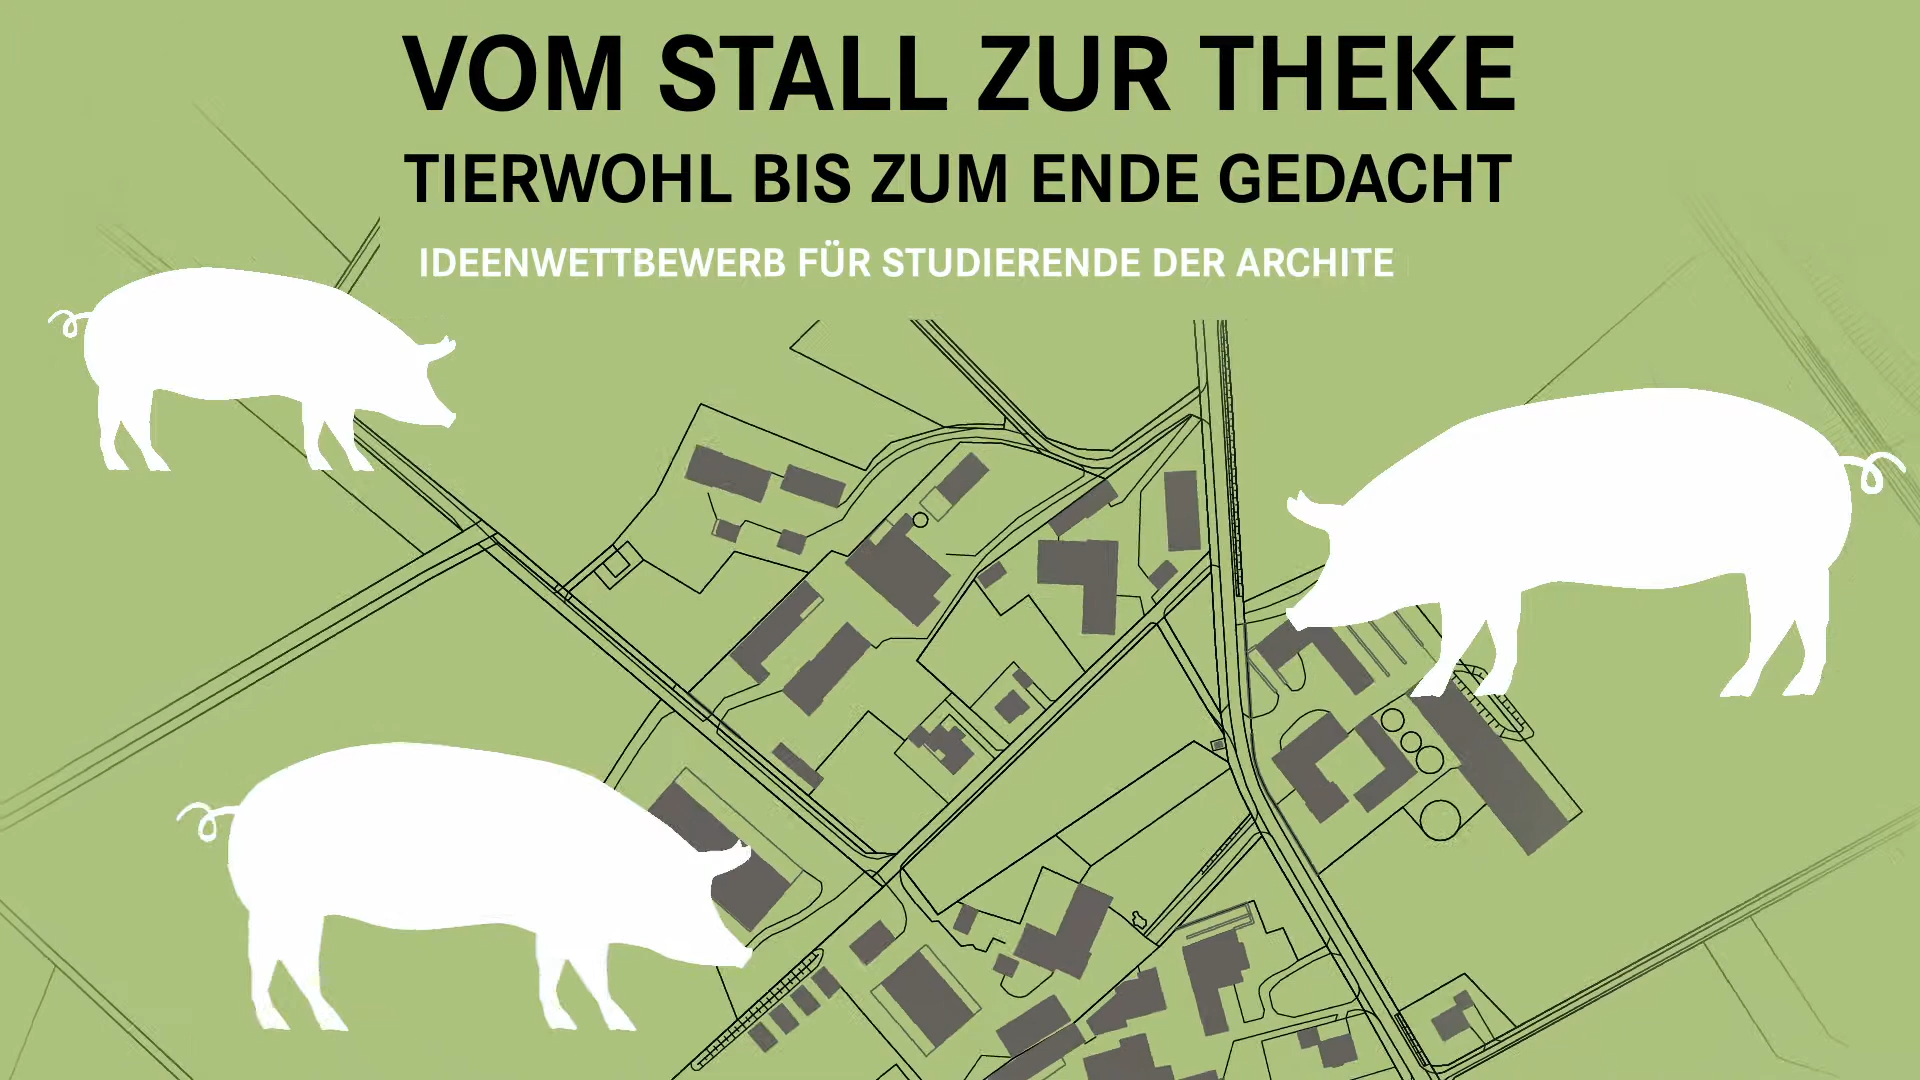 VOM STALL ZUR THEKE
TIERWOHL BIS ZUM ENDE GEDACHT
IDEENWETTBEWERB FÜR STUDIERENDE DER ARCHITE